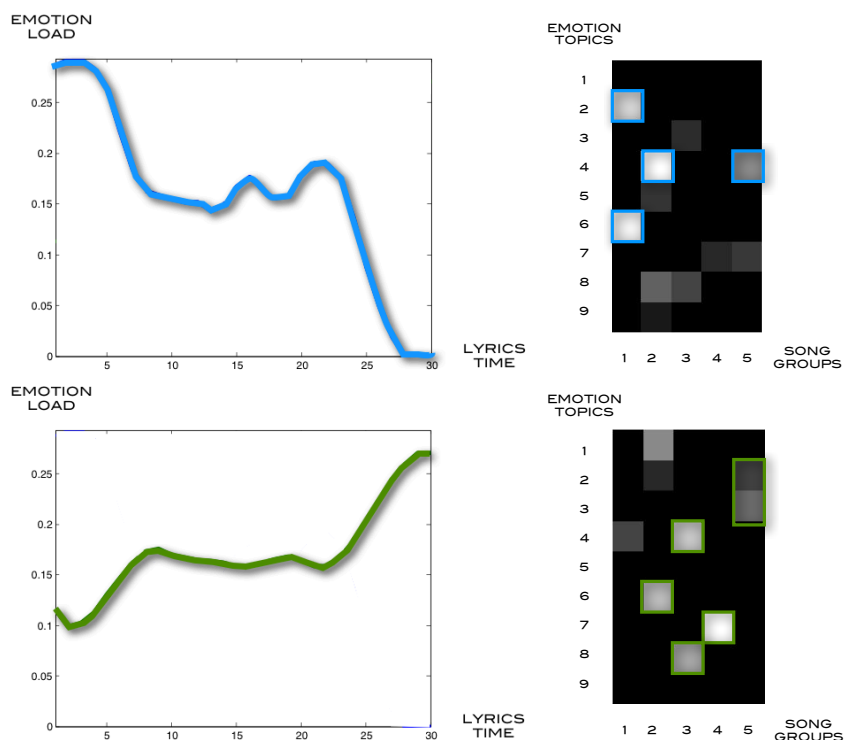 EMOTION
LOAD
0.25
0.2
0.15
0.1
0.05
0
5 10 15 20 25 30
LYRICS
TIME
EMOTION
TOPICS
1
2
3
4
5
6
7
8
9
1 2 3 4 5
SONG
GROUPS
EMOTION
LOAD
0.25
0.2
0.15
0.1
0.05
0
5 10 15 20 25 30
LYRICS
TIME
EMOTION
TOPICS
1
2
3
4
5
6
7
8
9
1 2 3 4 5
SONG
GROUPS